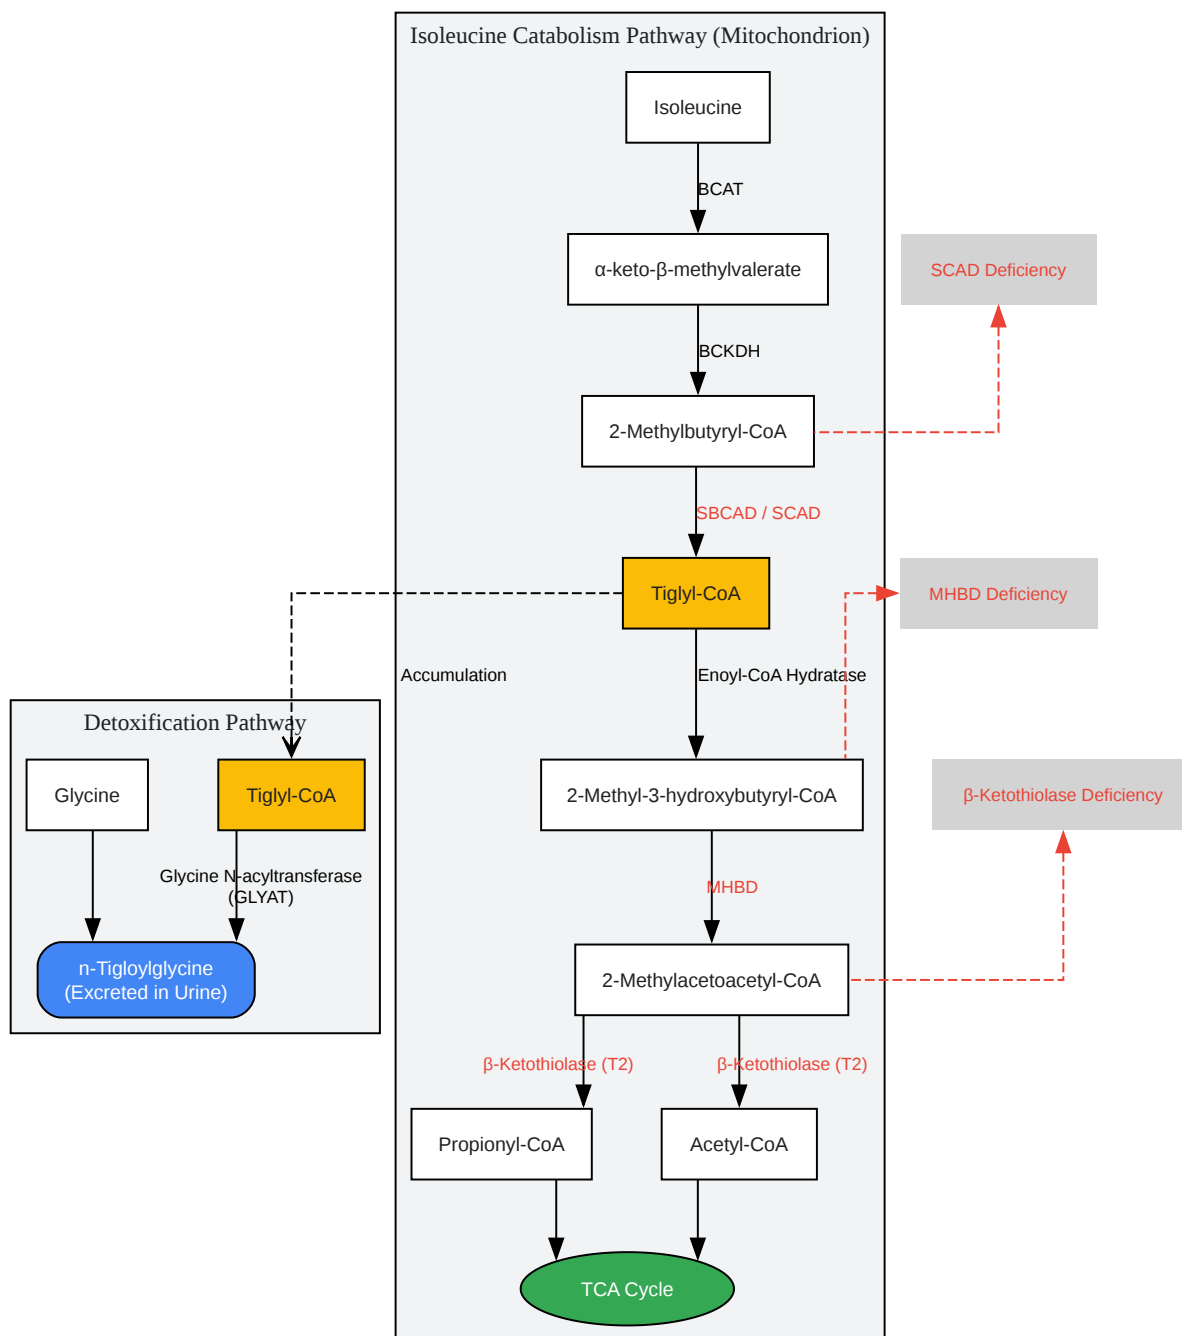 Isoleucine Catabolism Pathway (Mitochondrion)
Isoleucine
BCAT
α-keto-β-methylvalerate
SCAD Deficiency
BCKDH
2-Methylbutyryl-CoA
SBCAD / SCAD
Tiglyl-CoA
MHBD Deficiency
Accumulation
Enoyl-CoA Hydratase
Detoxification Pathway
Glycine
Tiglyl-CoA
2-Methyl-3-hydroxybutyryl-CoA
β-Ketothiolase Deficiency
Glycine N-acyltransferase
(GLYAT)
MHBD
n-Tigloylglycine
(Excreted in Urine)
2-Methylacetoacetyl-CoA
β-Ketothiolase (T2)
β-Ketothiolase (T2)
Propionyl-CoA
Acetyl-CoA
TCA Cycle